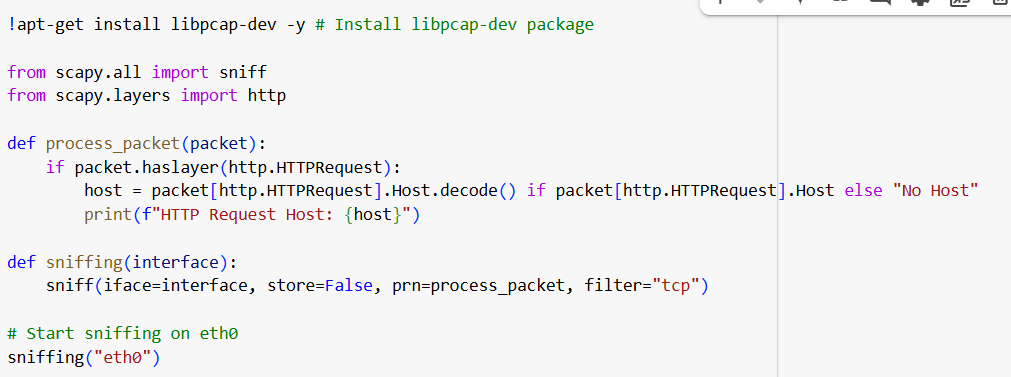 !apt-get install libpcap-dev -y # Install libpcap-dev package
from scapy.all import sniff
from scapy.layers import http
def process_packet(packet):
    if packet.haslayer(http.HTTPRequest):
        host = packet[http.HTTPRequest].Host.decode() if packet[http.HTTPRequest].Host else "No Host"
        print(f"HTTP Request Host: {host}")
def sniffing(interface):
    sniff(iface=interface, store=False, prn=process_packet, filter="tcp")
# Start sniffing on eth0
sniffing("eth0")